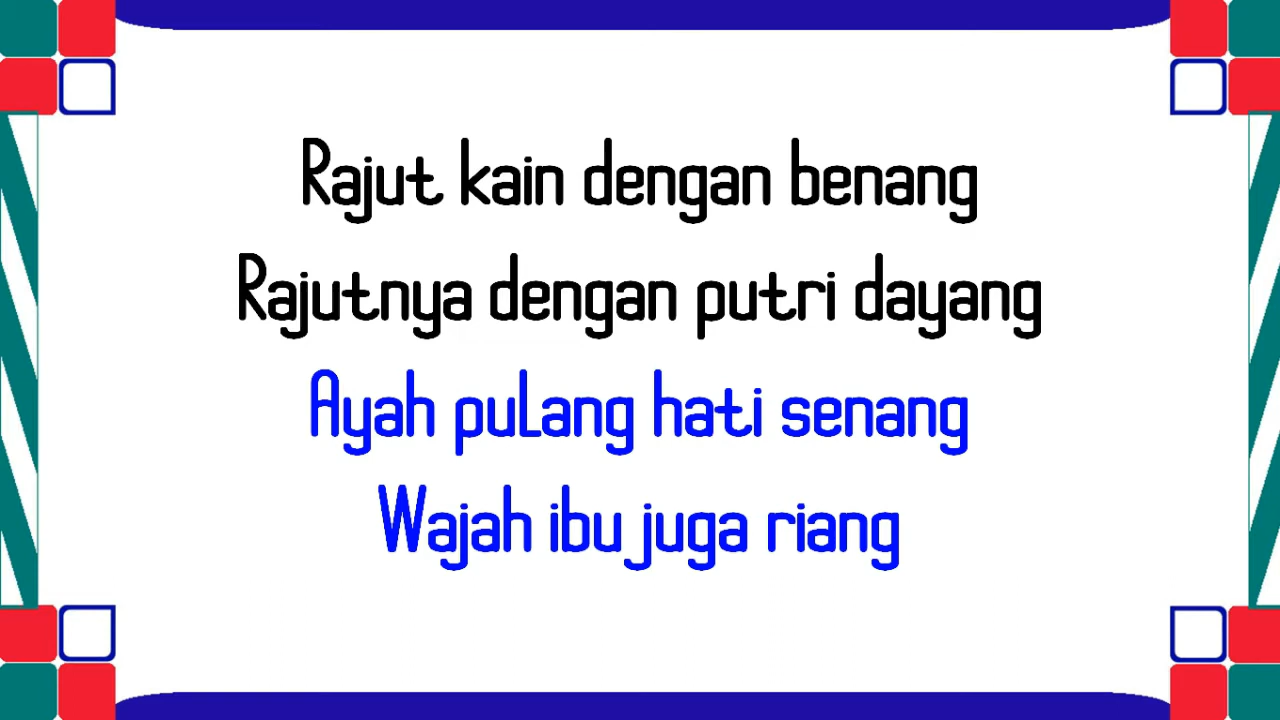 Rajut kain dengan benang
Rajutnya dengan putri dayang
Ayah pulang hati senang
Wajah ibu juga riang